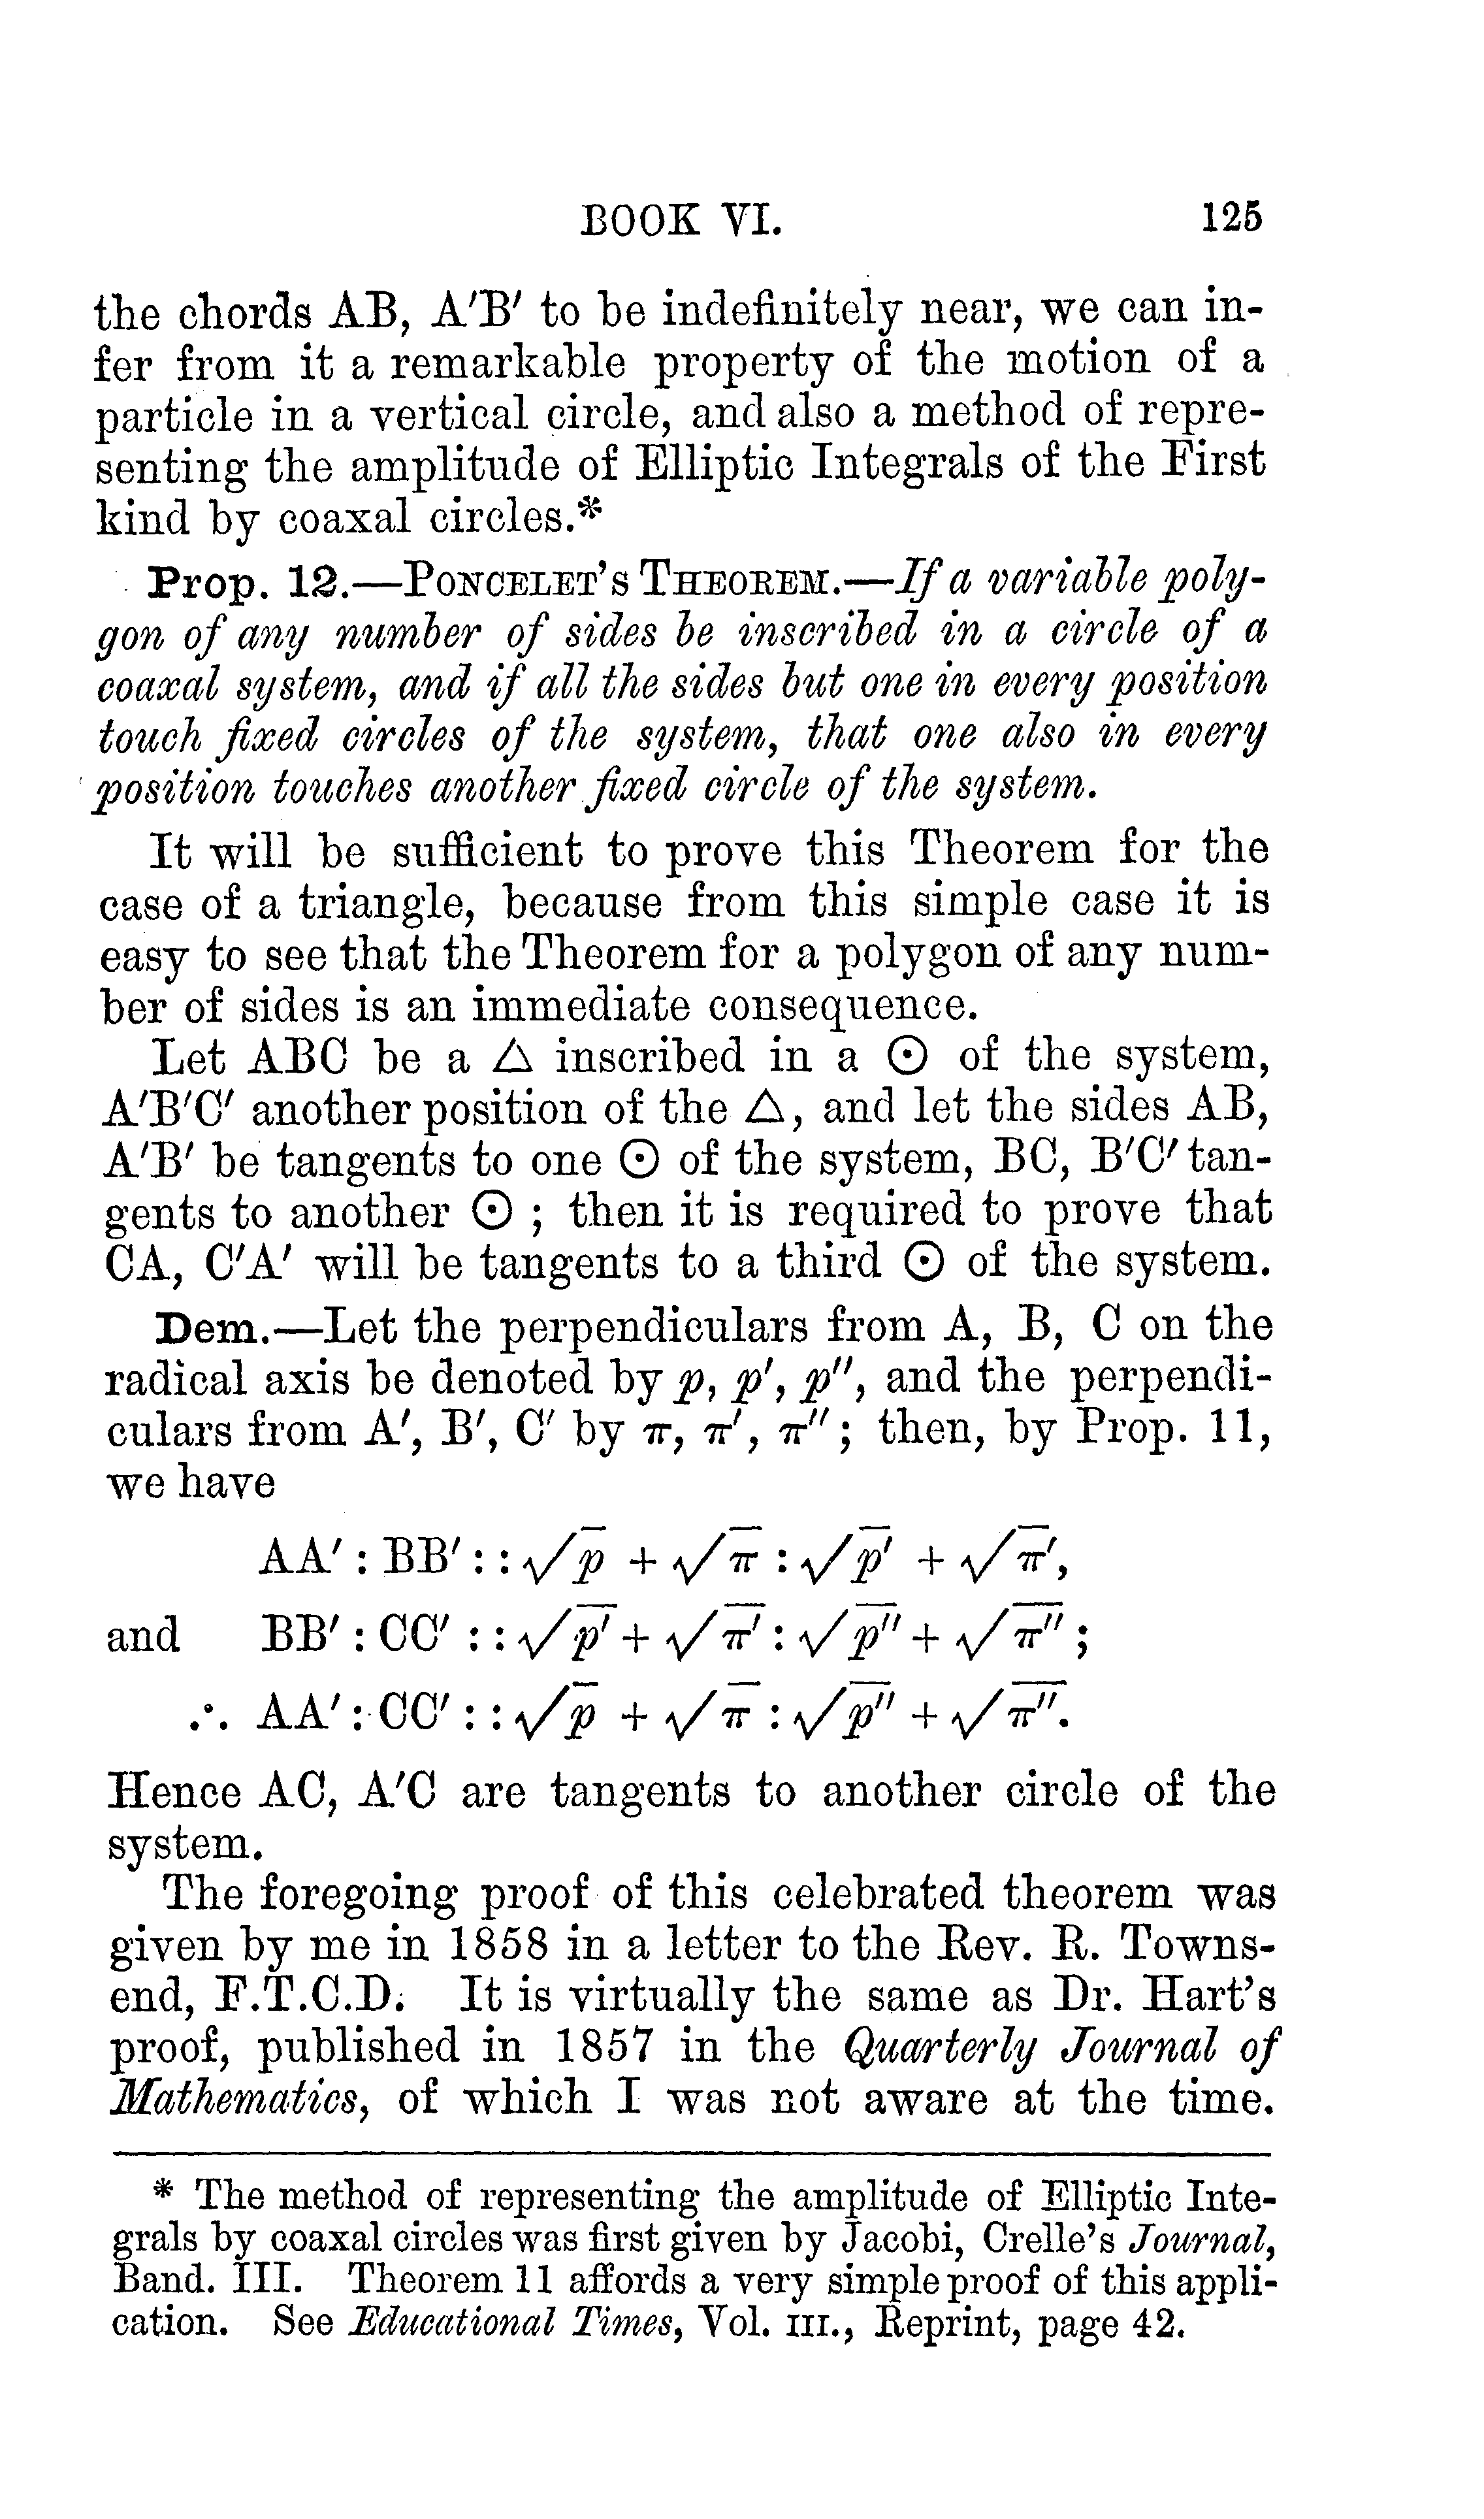 BOOK VI. 125
the chords AB, A′B′ to be indefinitely near, we can in-
fer from it a remarkable property of the motion of a
particle in a vertical circle, and also a method of repre-
senting the amplitude of Elliptic Integrals of the First
kind by coaxal circles.*
Prop. 12.—PONCELET'S THEOREM.—If a variable poly-
gon of any number of sides be inscribed in a circle of a
coaxal system, and if all the sides but one in every position
touch fixed circles of the system, that one also in every
position touches another fixed circle of the system.
It will be sufficient to prove this Theorem for the
case of a triangle, because from this simple case it is
easy to see that the Theorem for a polygon of any num-
ber of sides is an immediate consequence.
Let ABC be a △ inscribed in a ⊙ of the system,
A′B′C′ another position of the △, and let the sides AB,
A′B′ be tangents to one ⊙ of the system, BC, B′C′ tan-
gents to another ⊙ ; then it is required to prove that
CA, C′A′ will be tangents to a third ⊙ of the system.
Dem.—Let the perpendiculars from A, B, C on the
radical axis be denoted by p, p′, p″, and the perpendi-
culars from A′, B′, C′ by π, π′, π″ ; then, by Prop. 11,
we have
AA′ : BB′ : : √p + √π : √p′ + √π′,
and BB′ : CC′ : : √p′ + √π′ : √p″ + √π″ ;
∴ AA′ : CC′ : : √p + √π : √p″ + √π″.
Hence AC, A′C are tangents to another circle of the
system.
The foregoing proof of this celebrated theorem was
given by me in 1858 in a letter to the Rev. R. Towns-
end, F.T.C.D. It is virtually the same as Dr. Hart's
proof, published in 1857 in the Quarterly Journal of
Mathematics, of which I was not aware at the time.
* The method of representing the amplitude of Elliptic Inte-
grals by coaxal circles was first given by Jacobi, Crelle's Journal,
Band. III. Theorem 11 affords a very simple proof of this appli-
cation. See Educational Times, Vol. III., Reprint, page 42.